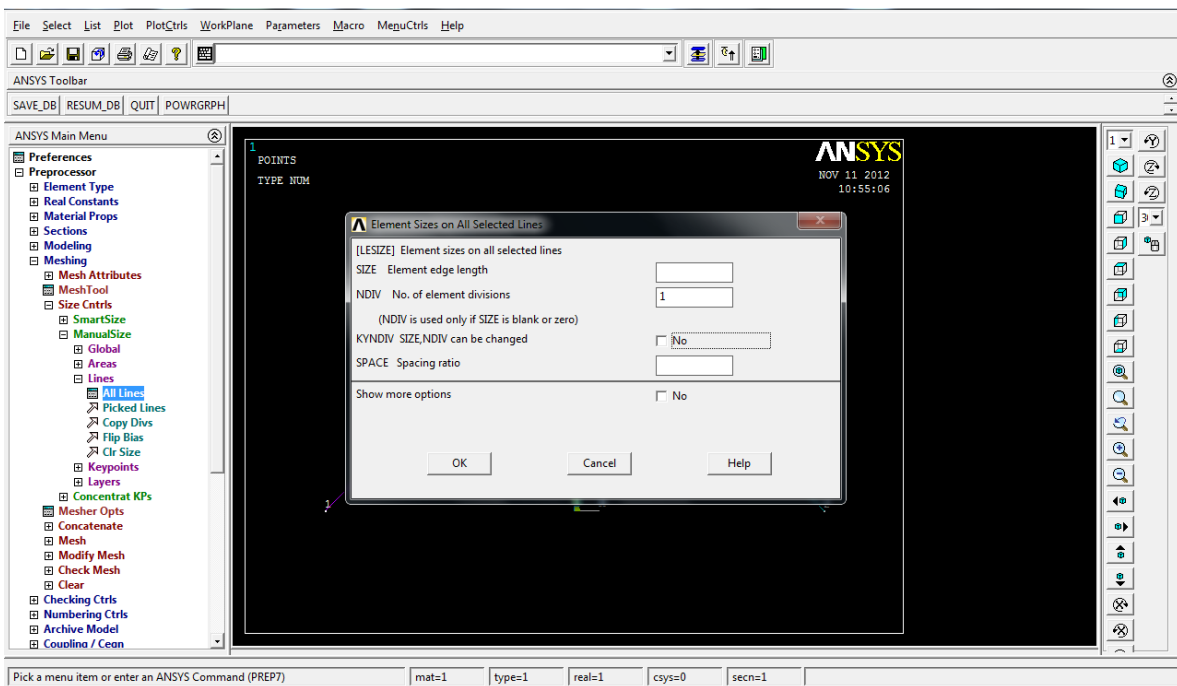 File Select List Plot PlotCtrls WorkPlane Parameters Macro MenuCtrls Help
ANSYS Toolbar
SAVE_DB RESUM_DB QUIT POWRGRPH
ANSYS Main Menu
Preferences
Preprocessor
Element Type
Real Constants
Material Props
Sections
Modeling
Meshing
Mesh Attributes
MeshTool
Size Cntrls
SmartSize
ManualSize
Global
Areas
Lines
All Lines
Picked Lines
Copy Divs
Flip Bias
Clr Size
Keypoints
Layers
Concentrat KPs
Mesher Opts
Concatenate
Mesh
Modify Mesh
Check Mesh
Clear
Checking Ctrls
Numbering Ctrls
Archive Model
Coupling / Ceqn
1
POINTS
TYPE NUM
ANSYS
NOV 11 2012
10:55:06
Element Sizes on All Selected Lines
[LESIZE] Element sizes on all selected lines
SIZE Element edge length
NDIV No. of element divisions 1
(NDIV is used only if SIZE is blank or zero)
KYNDIV SIZE,NDIV can be changed No
SPACE Spacing ratio
Show more options No
OK Cancel Help
1
1
Pick a menu item or enter an ANSYS Command (PREP7) mat=1 type=1 real=1 csys=0 secn=1